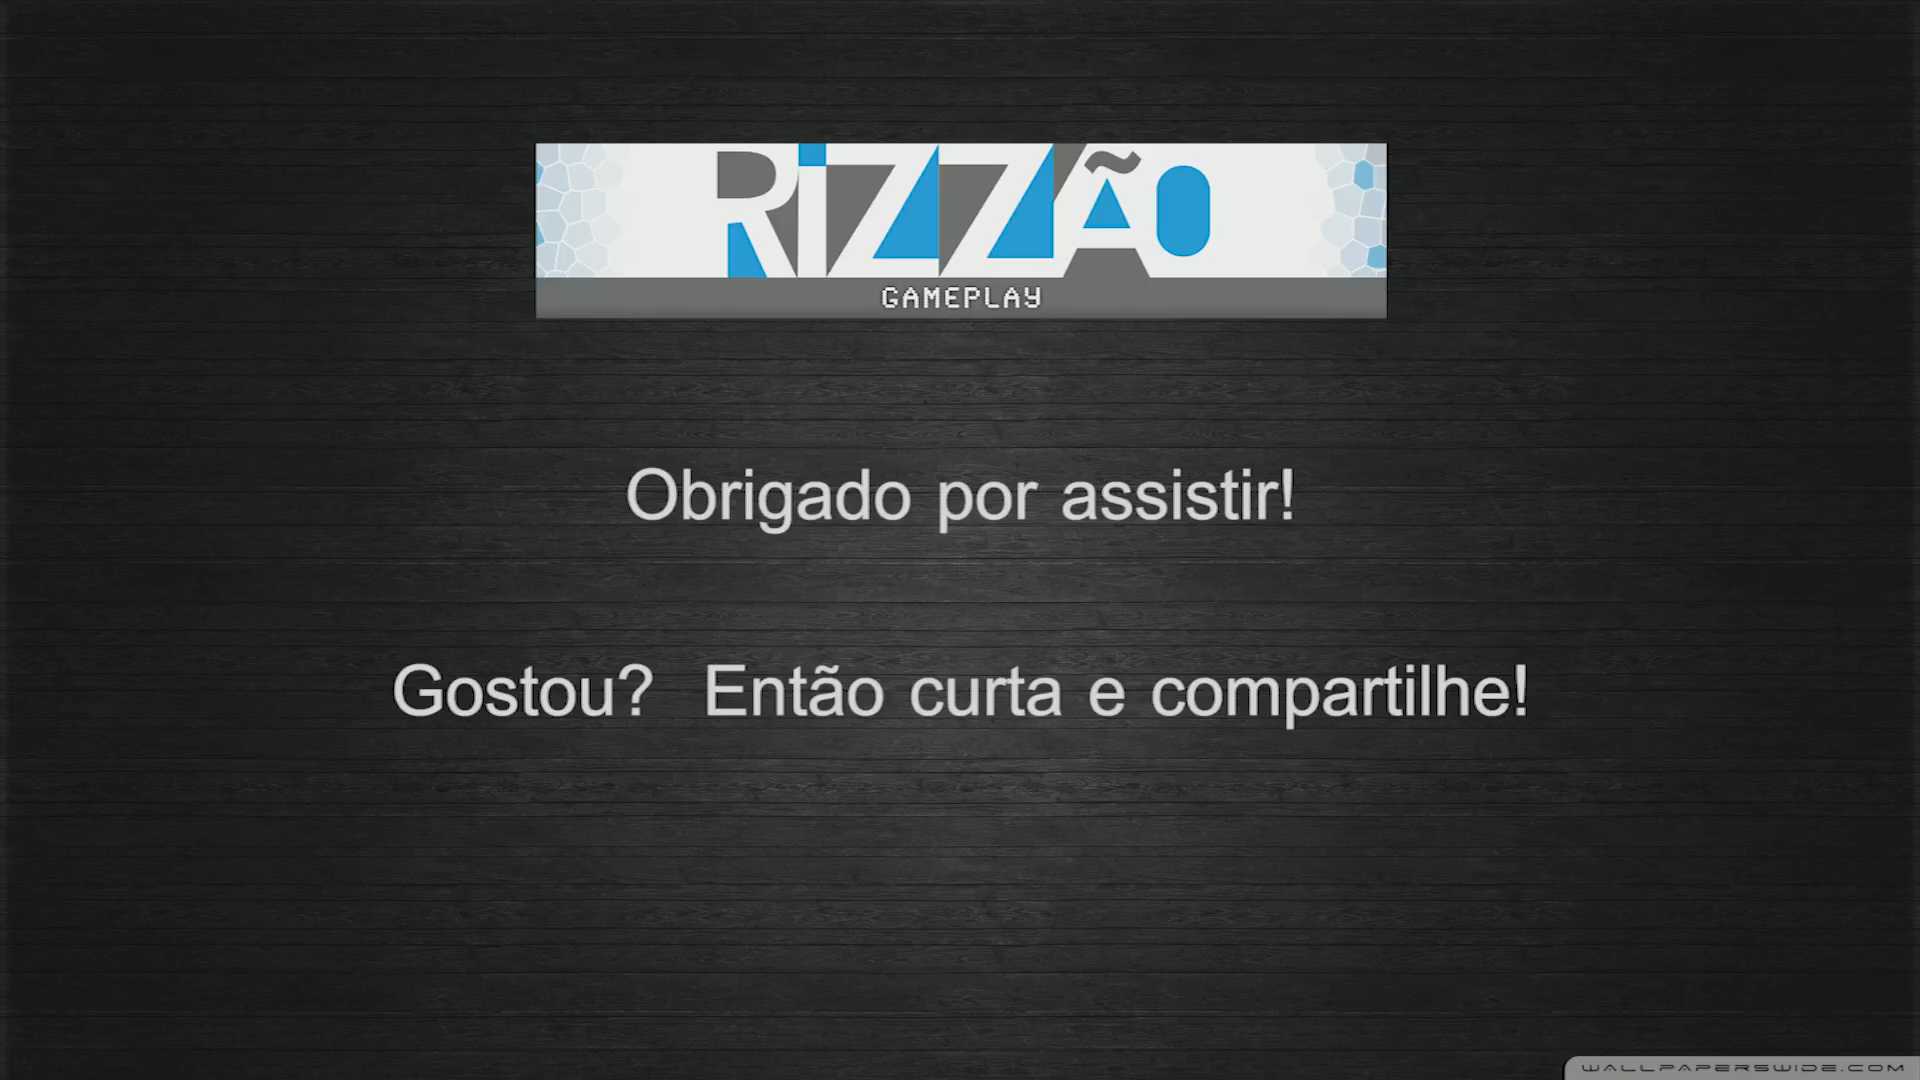 RiZZÃO
GAMEPLAY
Obrigado por assistir!
Gostou? Então curta e compartilhe!
WALLPAPERSWIDE.COM